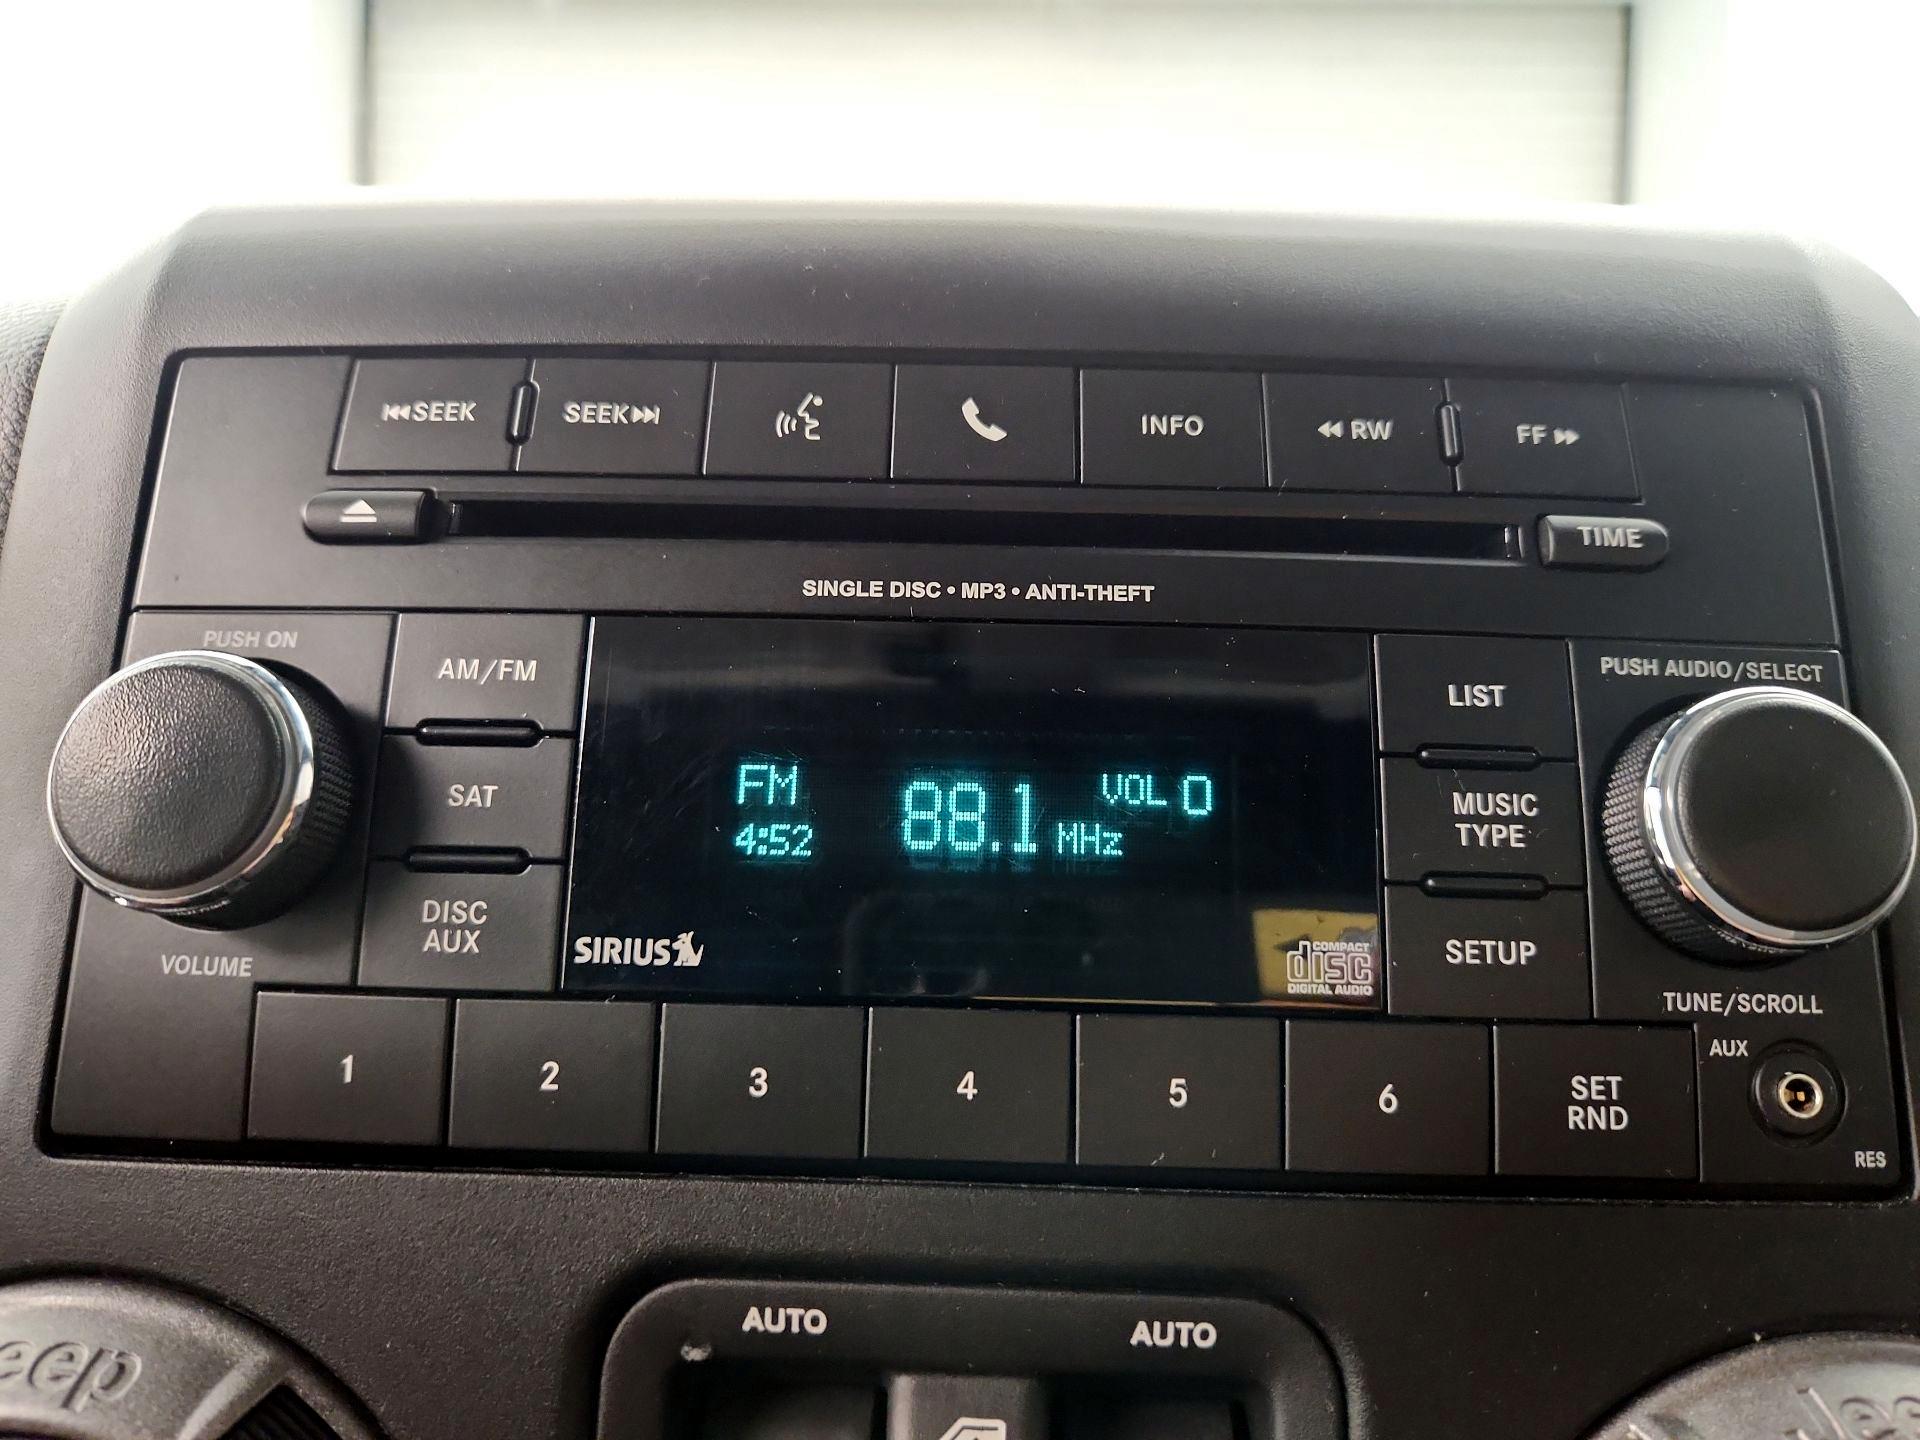 SEEK
SEEK
INFO
RW
FF
TIME
SINGLE DISC • MP3 • ANTI-THEFT
PUSH ON
AM/FM
SAT
DISC
AUX
VOLUME
FM
4:52
88.1 MHz
VOL 0
SIRIUS
COMPACT
disc
DIGITAL AUDIO
LIST
MUSIC
TYPE
SETUP
PUSH AUDIO/SELECT
TUNE/SCROLL
1
2
3
4
5
6
SET
RND
AUX
RES
AUTO
AUTO
eep
Jee